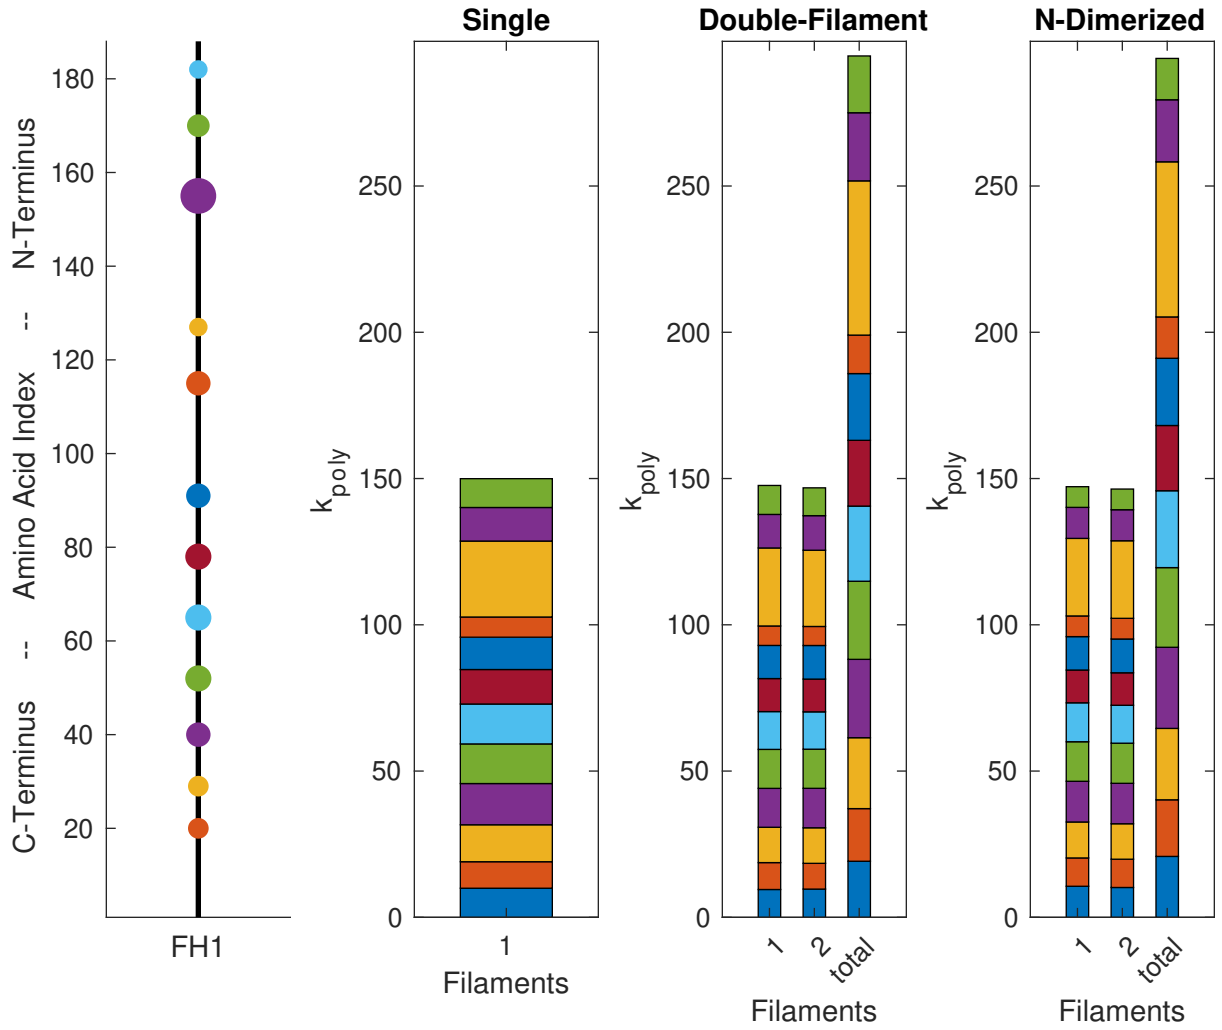 Single
Double-Filament
N-Dimerized
C-Terminus -- Amino Acid Index -- N-Terminus
180
160
140
120
100
80
60
40
20
FH1
k_poly
250
200
150
100
50
0
1
Filaments
k_poly
250
200
150
100
50
0
1
2
total
Filaments
k_poly
250
200
150
100
50
0
1
2
total
Filaments